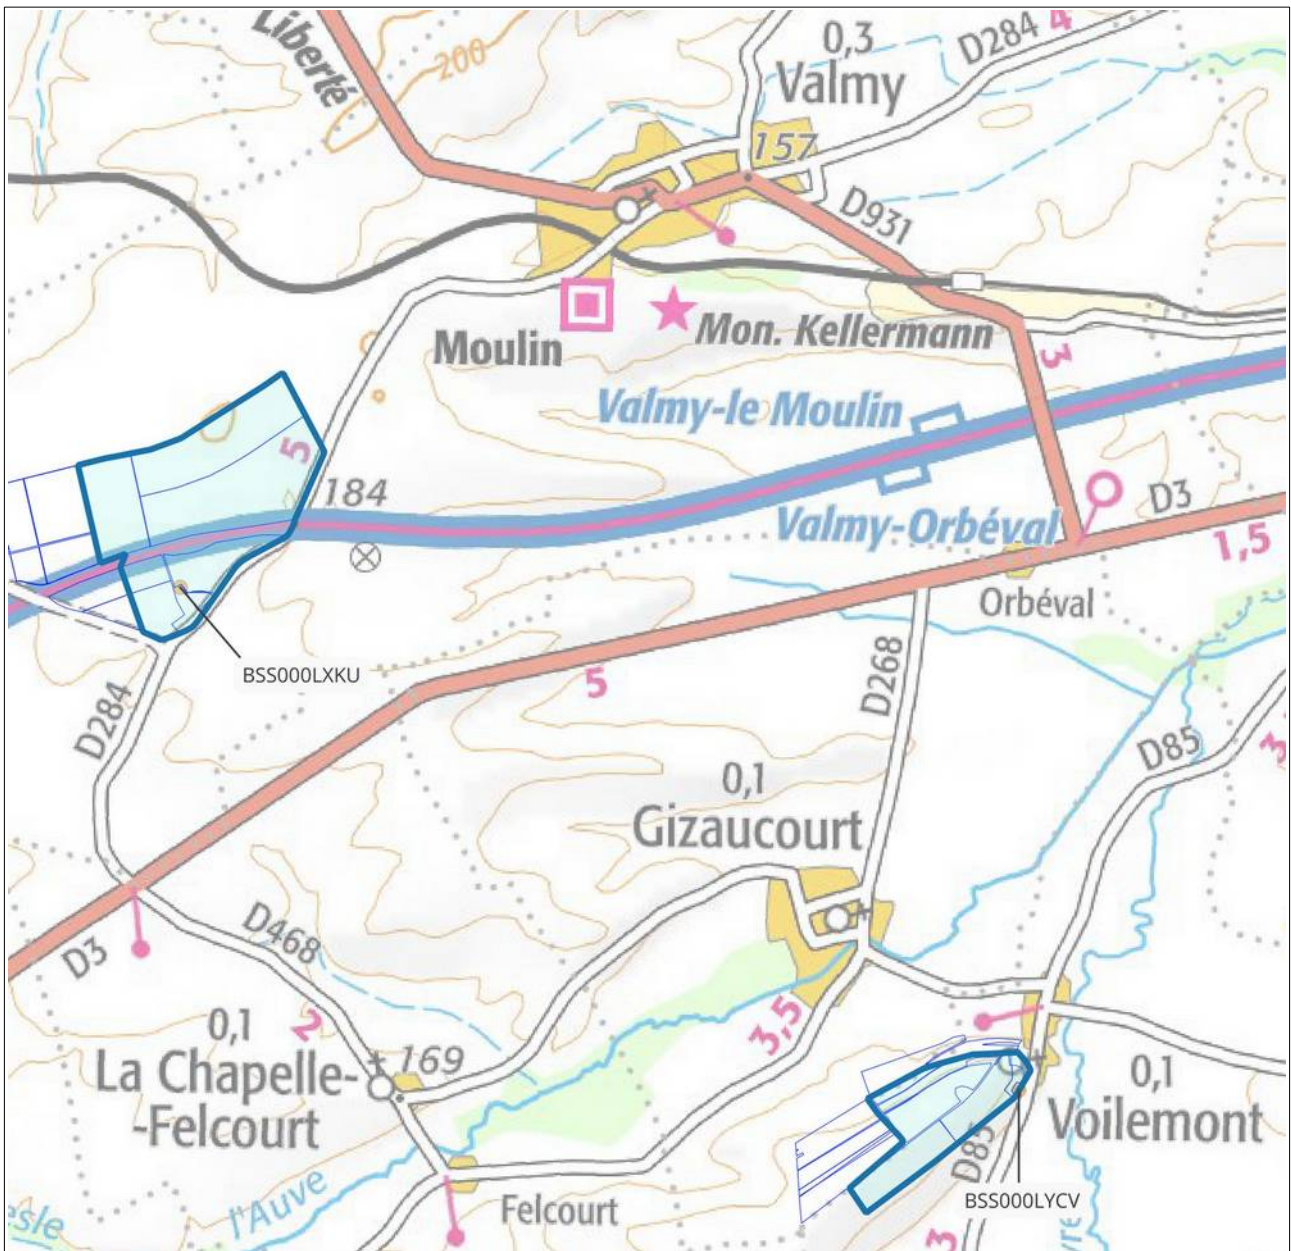 Liberté
200
0,3
Valmy
D284
4
157
D931
Moulin
Mon. Kellermann
3
Valmy-le Moulin
5
184
Valmy-Orbéval
D3
1,5
Orbéval
BSS000LXKU
5
D268
D284
D85
3
0,1
Gizaucourt
D468
D3
0,1
2
169
La Chapelle-
-Felcourt
3,5
0,1
Voilemont
D85
BSS000LYCV
l'Auve
Felcourt
3